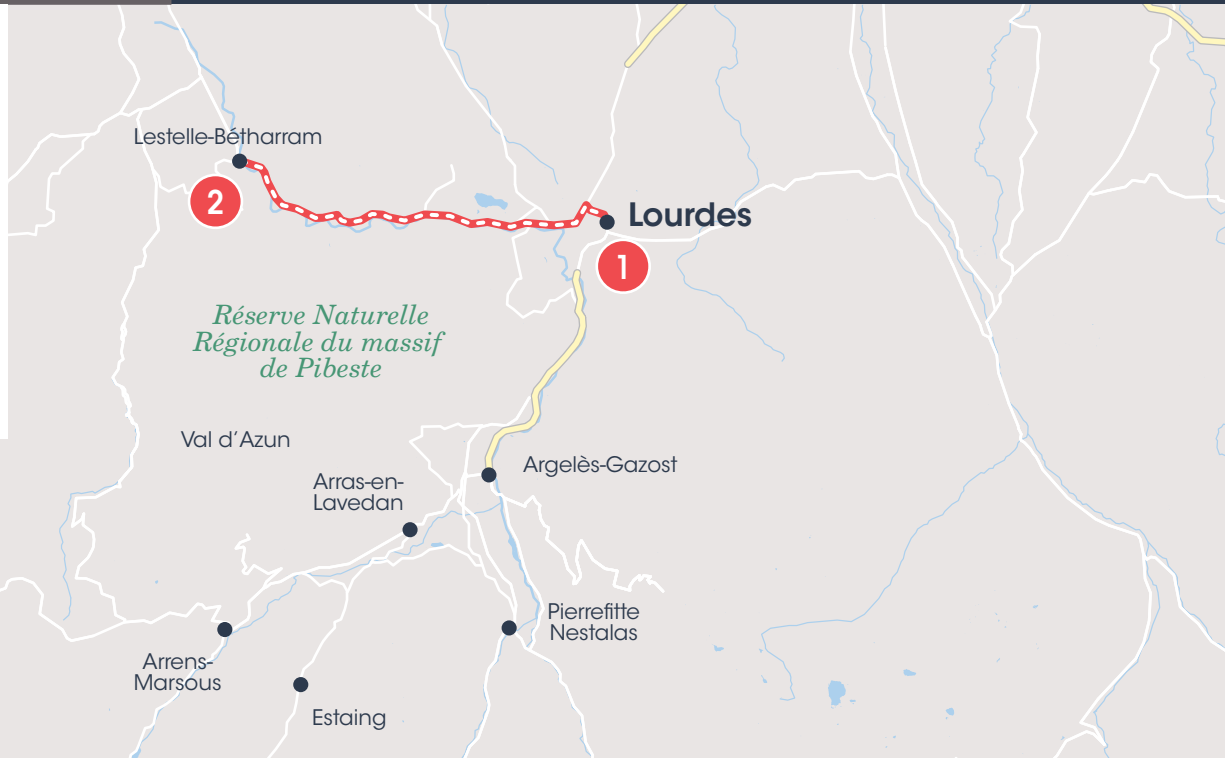 Lestelle-Bétharram
2
Lourdes
1
Réserve Naturelle
Régionale du massif
de Pibeste
Val d’Azun
Argelès-Gazost
Arras-en-
Lavedan
Pierrefitte
Nestalas
Arrens-
Marsous
Estaing